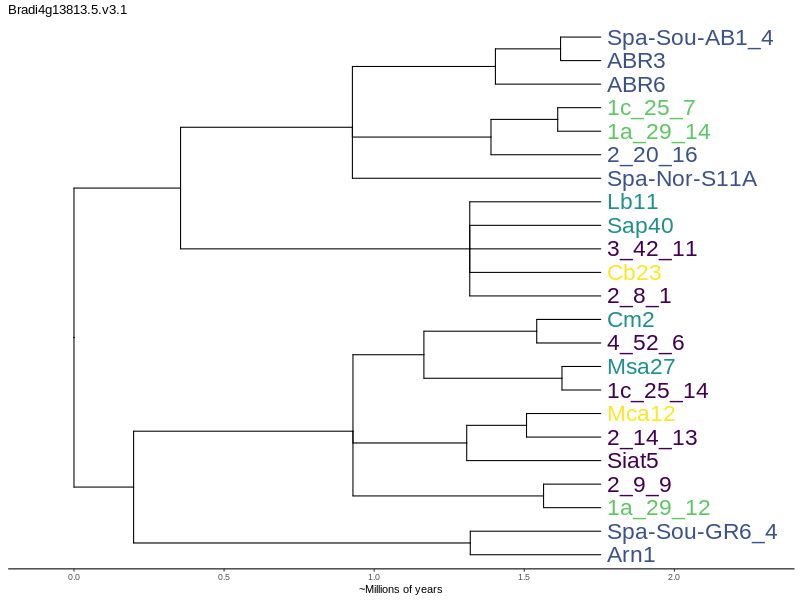 Bradi4g13813.5.v3.1
Spa-Sou-AB1_4
ABR3
ABR6
1c_25_7
1a_29_14
2_20_16
Spa-Nor-S11A
Lb11
Sap40
3_42_11
Cb23
2_8_1
Cm2
4_52_6
Msa27
1c_25_14
Mca12
2_14_13
Siat5
2_9_9
1a_29_12
Spa-Sou-GR6_4
Arn1
0.0 0.5 1.0 1.5 2.0
~Millions of years